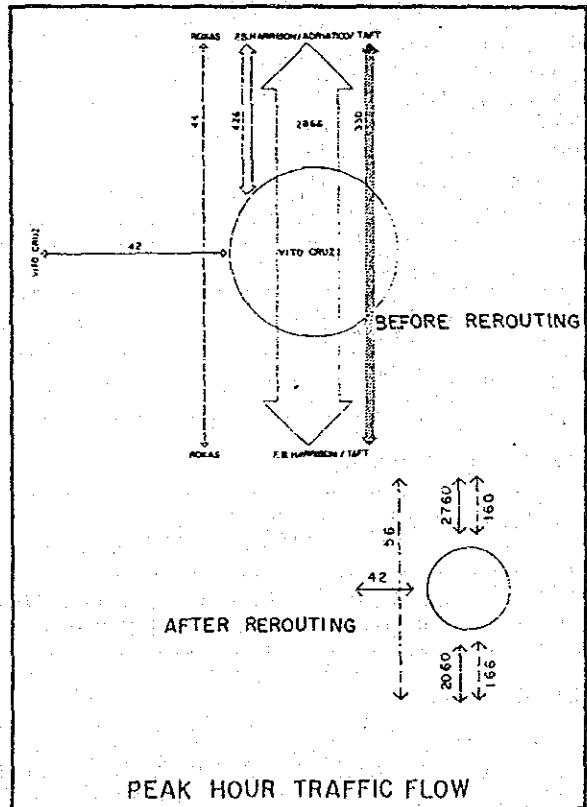 ROXAS F.B. HARRISON/ADRIATICO/ TAFT
44
426
2866
330
VITO CRUZ
42
VITO CRUZ
BEFORE REROUTING
ROXAS F.B. HARRISON / TAFT
2760
160
56
42
AFTER REROUTING
2060
166
PEAK HOUR TRAFFIC FLOW